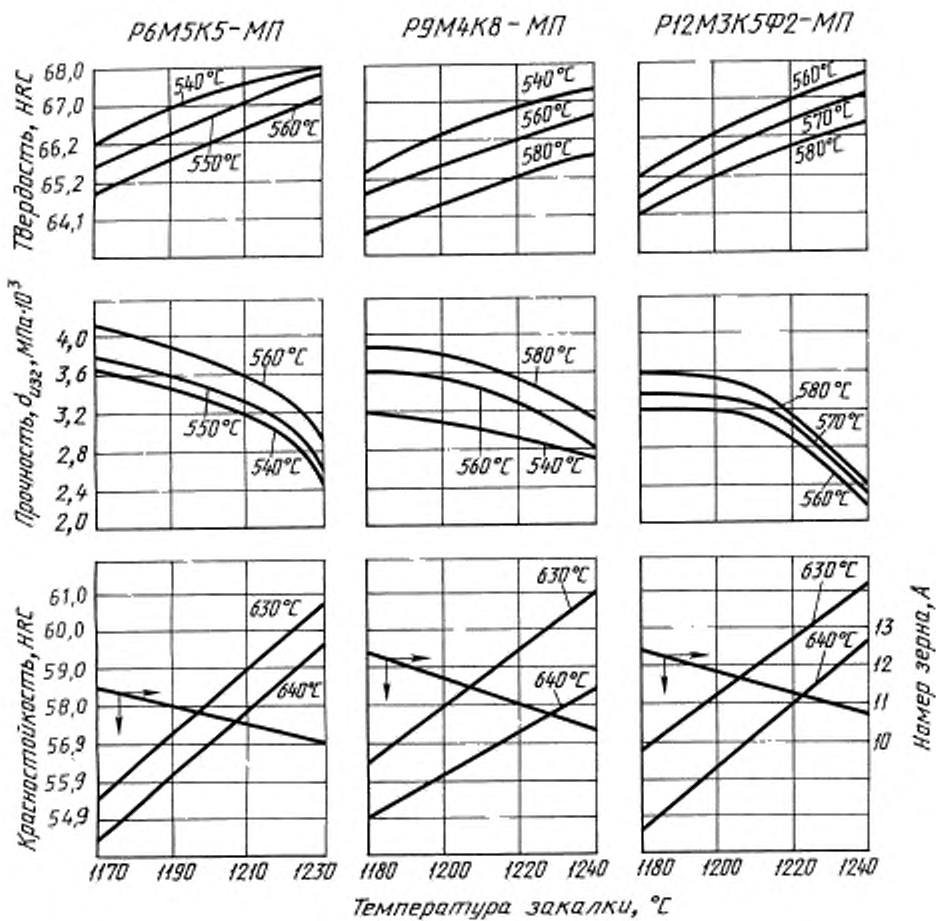 Р6М5К5-МП
Р9М4К8-МП
Р12М3К5Ф2-МП
Твердость, HRC
68,0
67,0
66,2
65,2
64,1
540°C
550°C
560°C
540°C
560°C
580°C
560°C
570°C
580°C
Прочность, dизг, МПа·10³
4,0
3,6
3,2
2,8
2,4
2,0
560°C
550°C
540°C
580°C
560°C
540°C
580°C
570°C
560°C
Красностойкость, HRC
61,0
60,0
59,0
58,0
56,9
55,9
54,9
630°C
640°C
630°C
640°C
630°C
640°C
13
12
11
10
Намер зерна, А
1170
1190
1210
1230
1180
1200
1220
1240
1180
1200
1220
1240
Температура закалки, °C